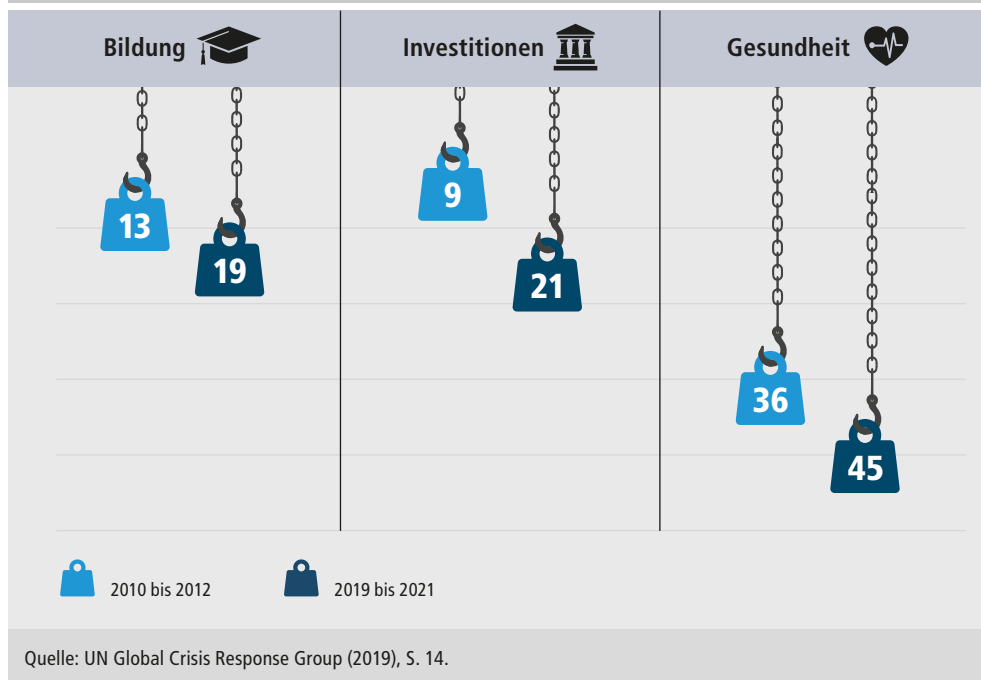 Bildung
Investitionen
Gesundheit
13
19
9
21
36
45
2010 bis 2012
2019 bis 2021
Quelle: UN Global Crisis Response Group (2019), S. 14.